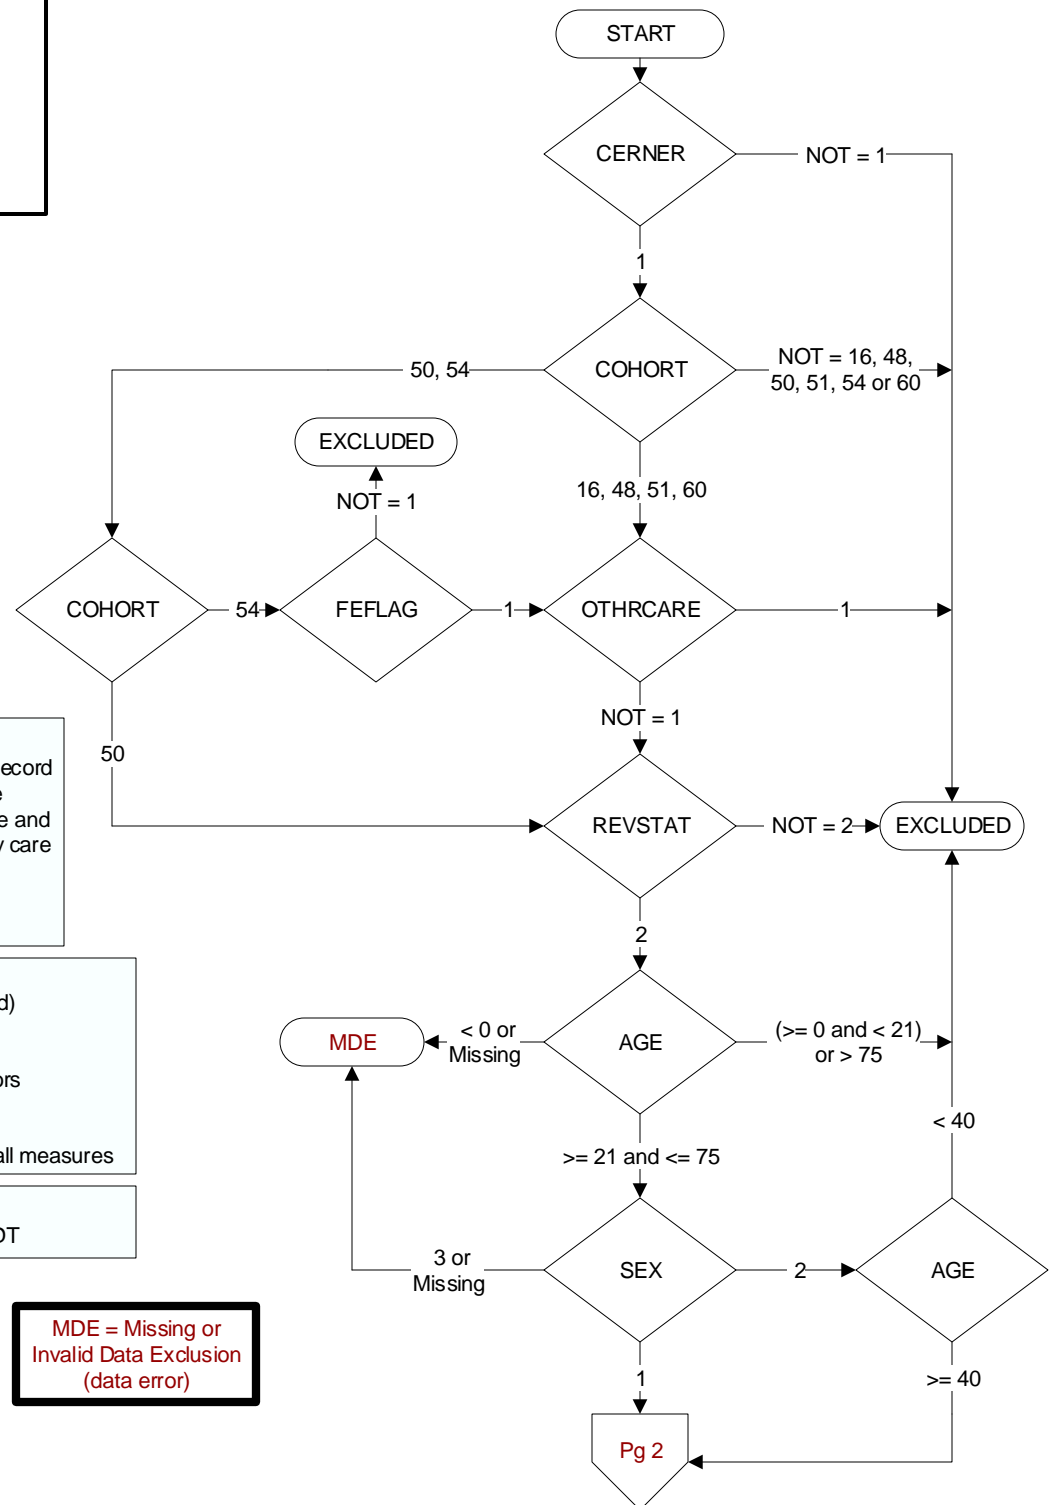 START
CERNER
NOT = 1
1
COHORT
50, 54
NOT = 16, 48,
50, 51, 54 or 60
EXCLUDED
NOT = 1
16, 48, 51, 60
COHORT
54
FEFLAG
1
OTHRCARE
1
NOT = 1
50
REVSTAT
NOT = 2
EXCLUDED
and
care
2
AGE
< 0 or
Missing
MDE
(>= 0 and < 21)
or > 75
all measures
>= 21 and <= 75
< 40
SEX
3 or
Missing
2
AGE
1
>= 40
MDE = Missing or
Invalid Data Exclusion
(data error)
Pg 2